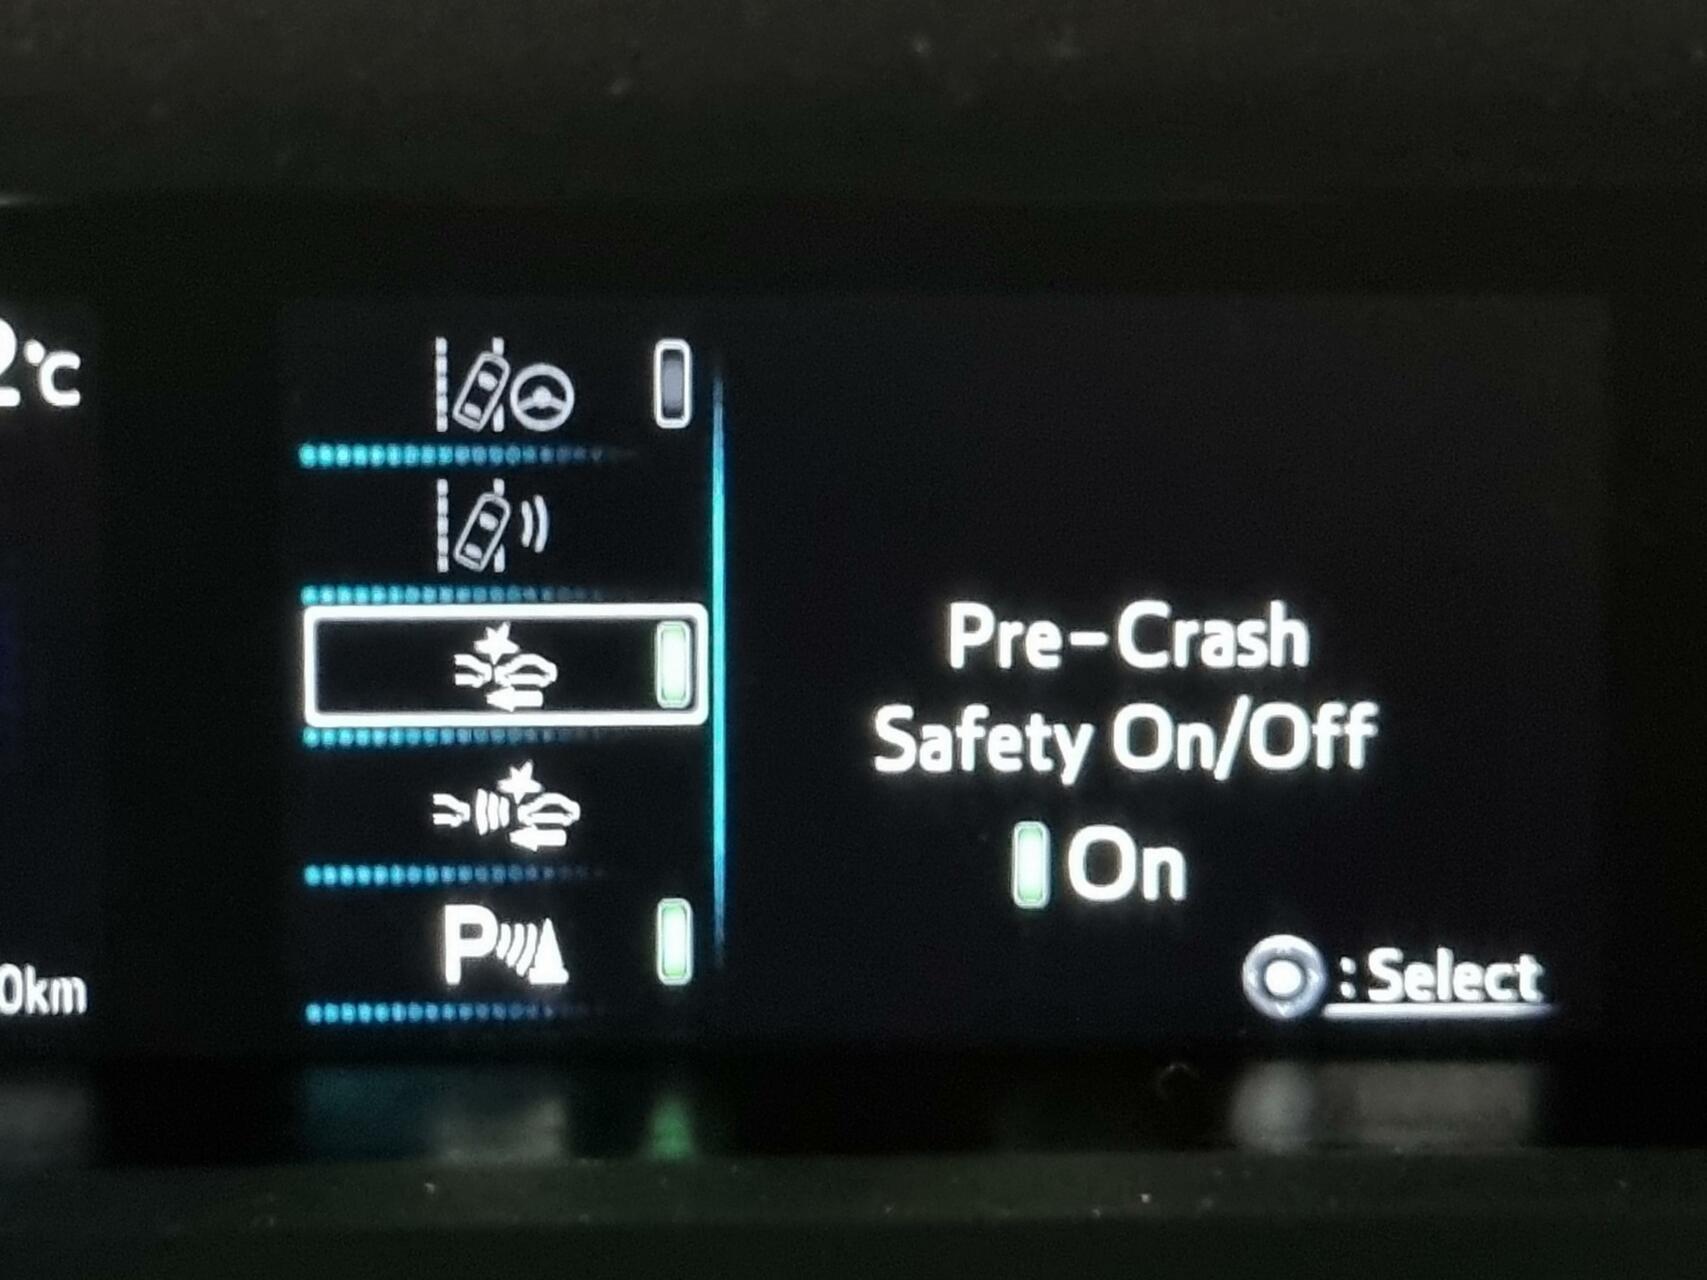 2°C
Pre-Crash
Safety On/Off
On
P
0km
: Select